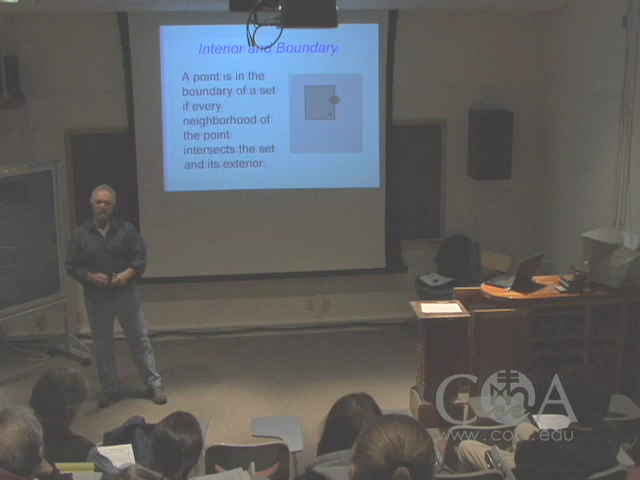 Interior and Boundary
A point is in the
boundary of a set
if every
neighborhood of
the point
intersects the set
and its exterior.
COA
www.coa.edu